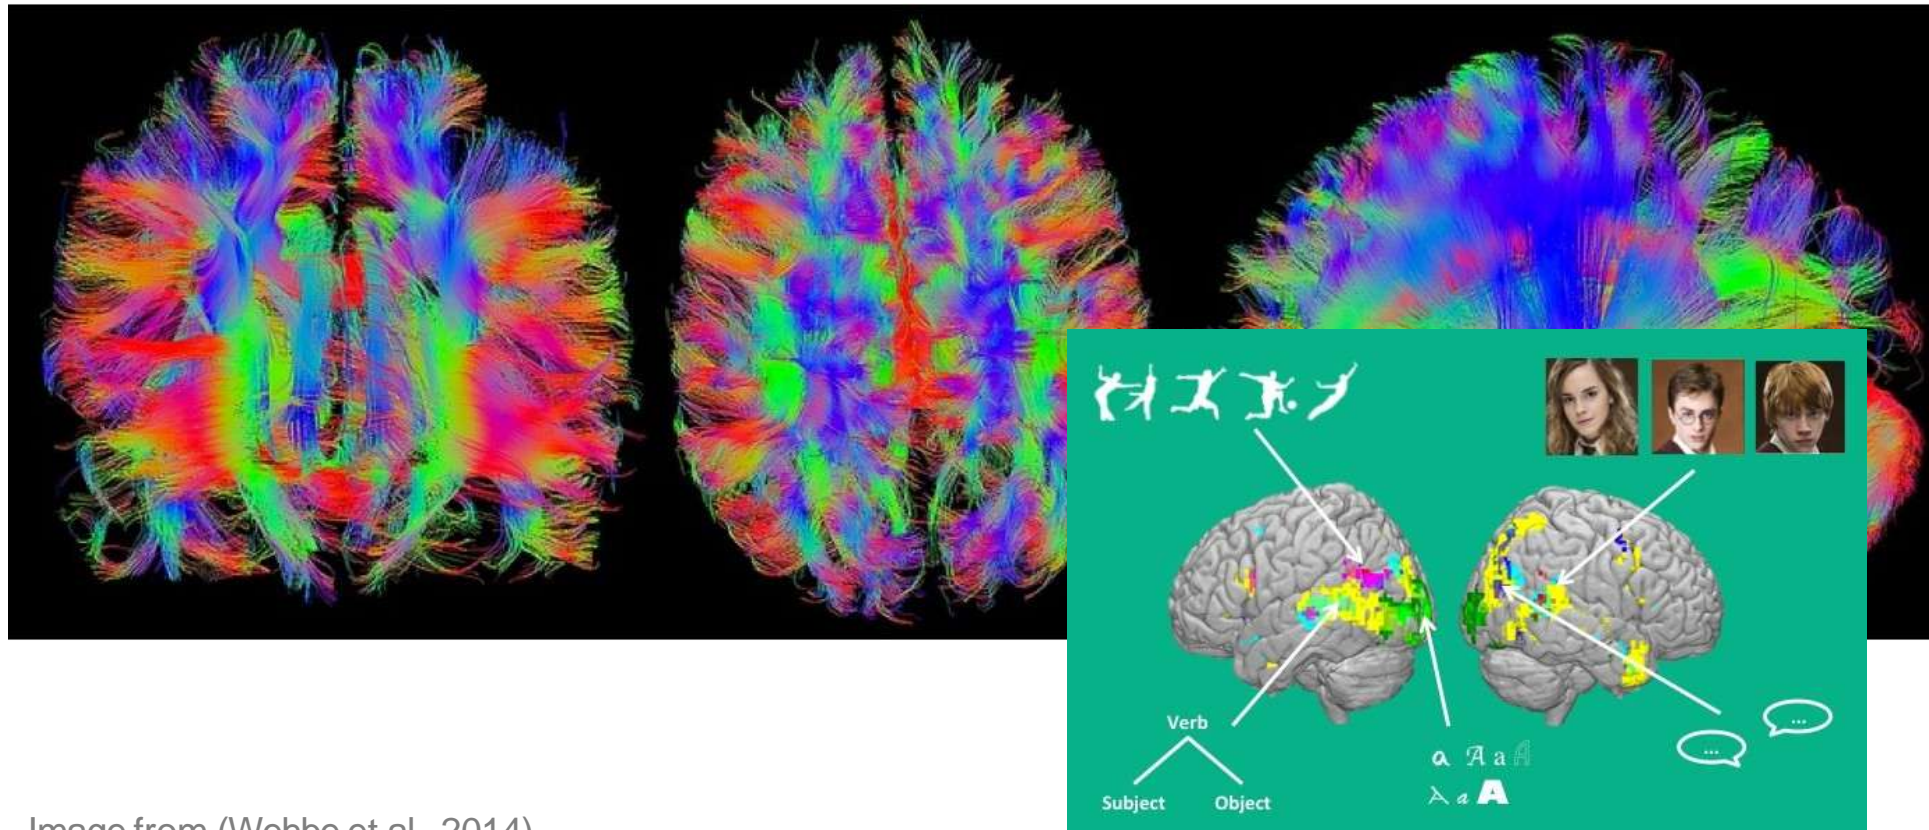 Verb
Subject Object
a A a A
A a A
...
...
Image from (Wehbe et al., 2014)